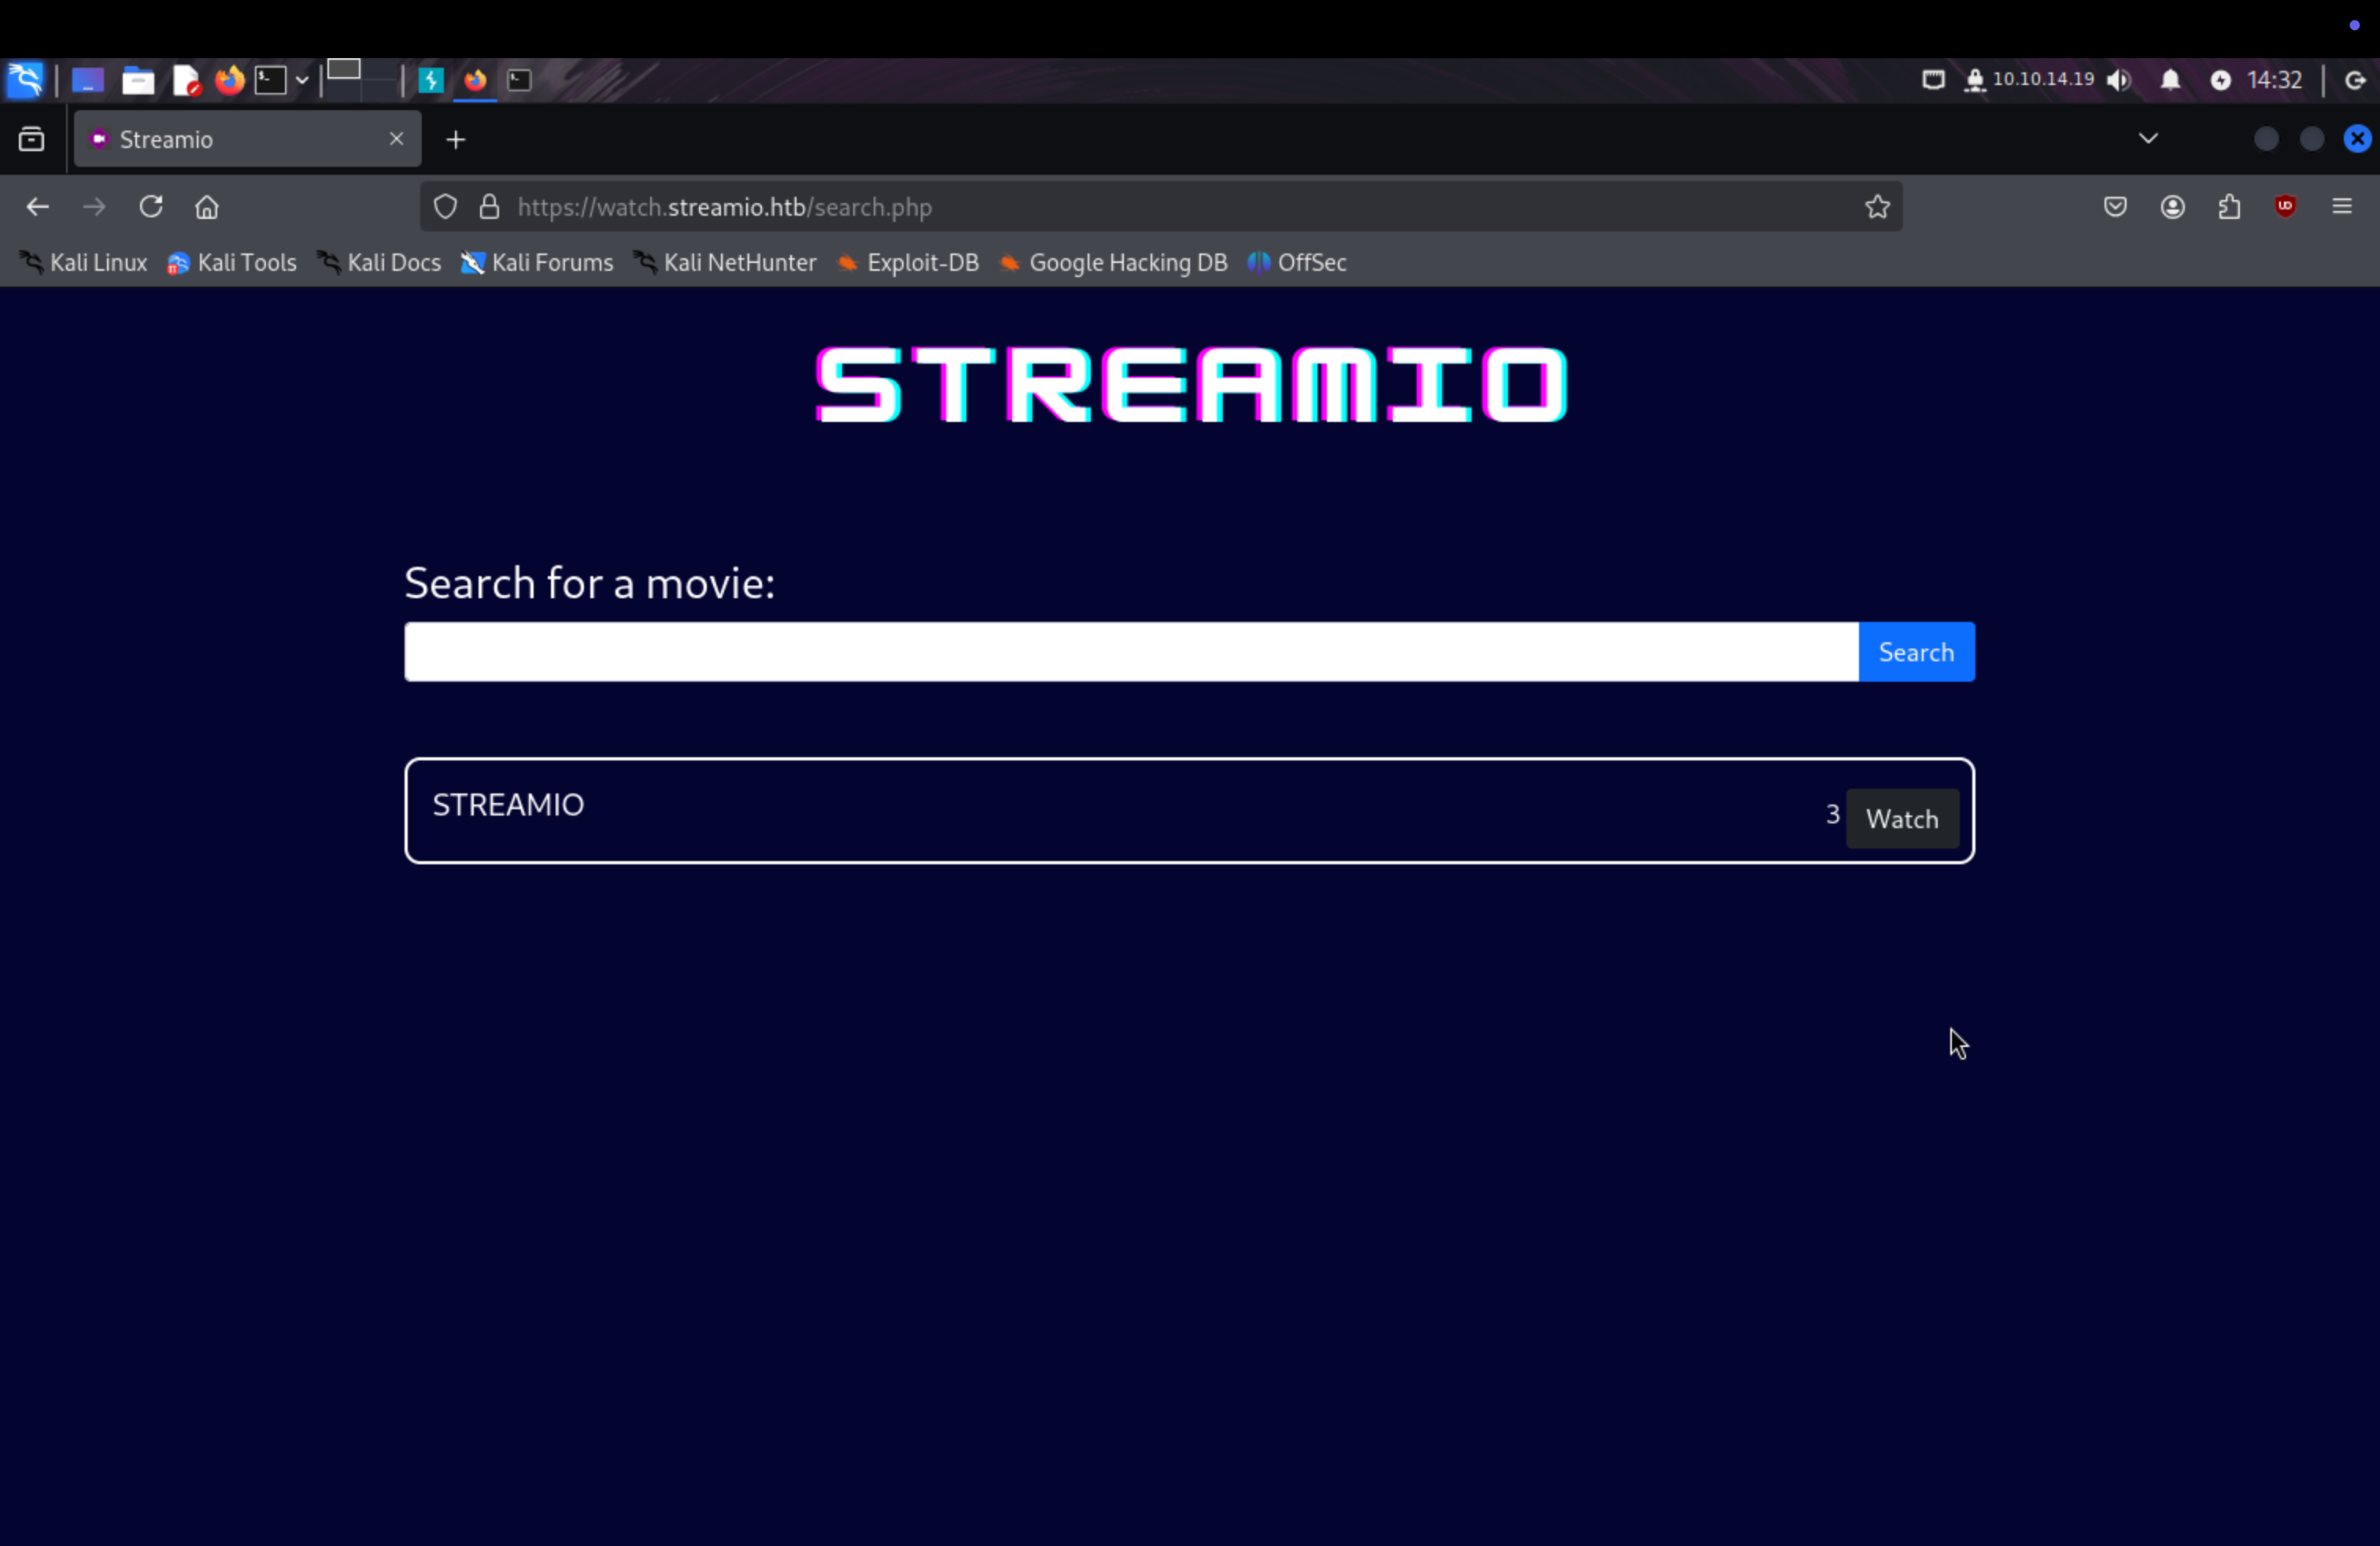 10.10.14.19 14:32
Streamio
https://watch.streamio.htb/search.php
Kali Linux Kali Tools Kali Docs Kali Forums Kali NetHunter Exploit-DB Google Hacking DB OffSec
STREAMIO
Search for a movie:
Search
STREAMIO 3 Watch